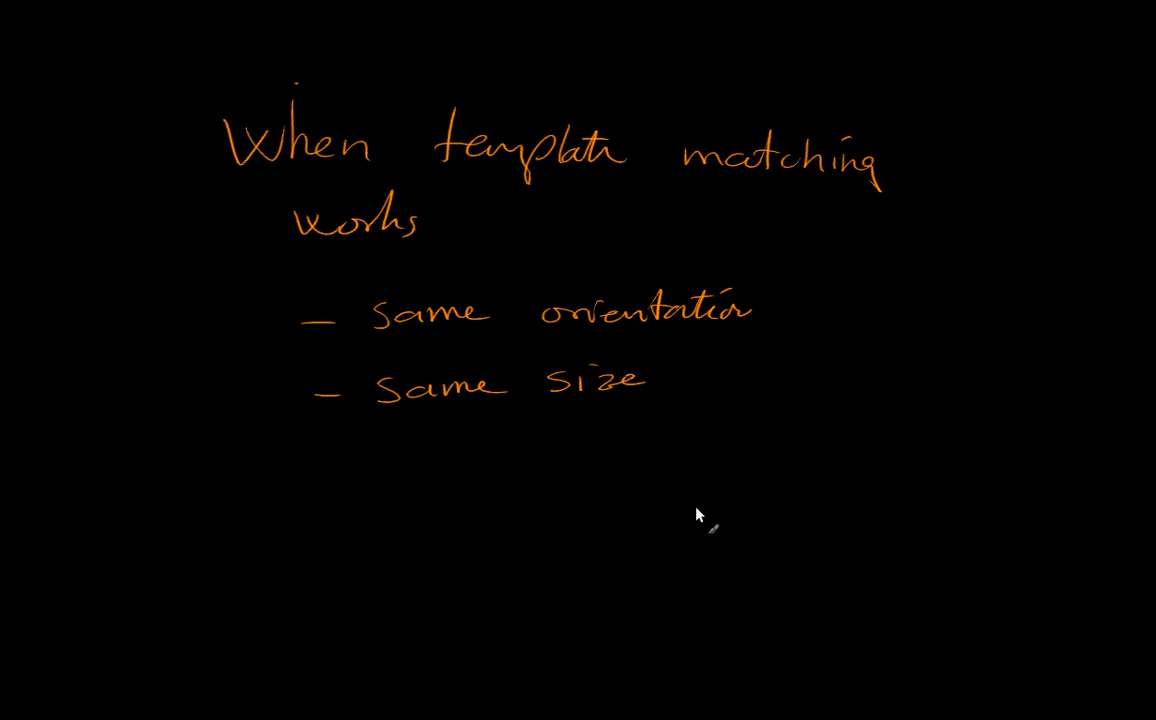 When template matching
works
- same orientation
- same size